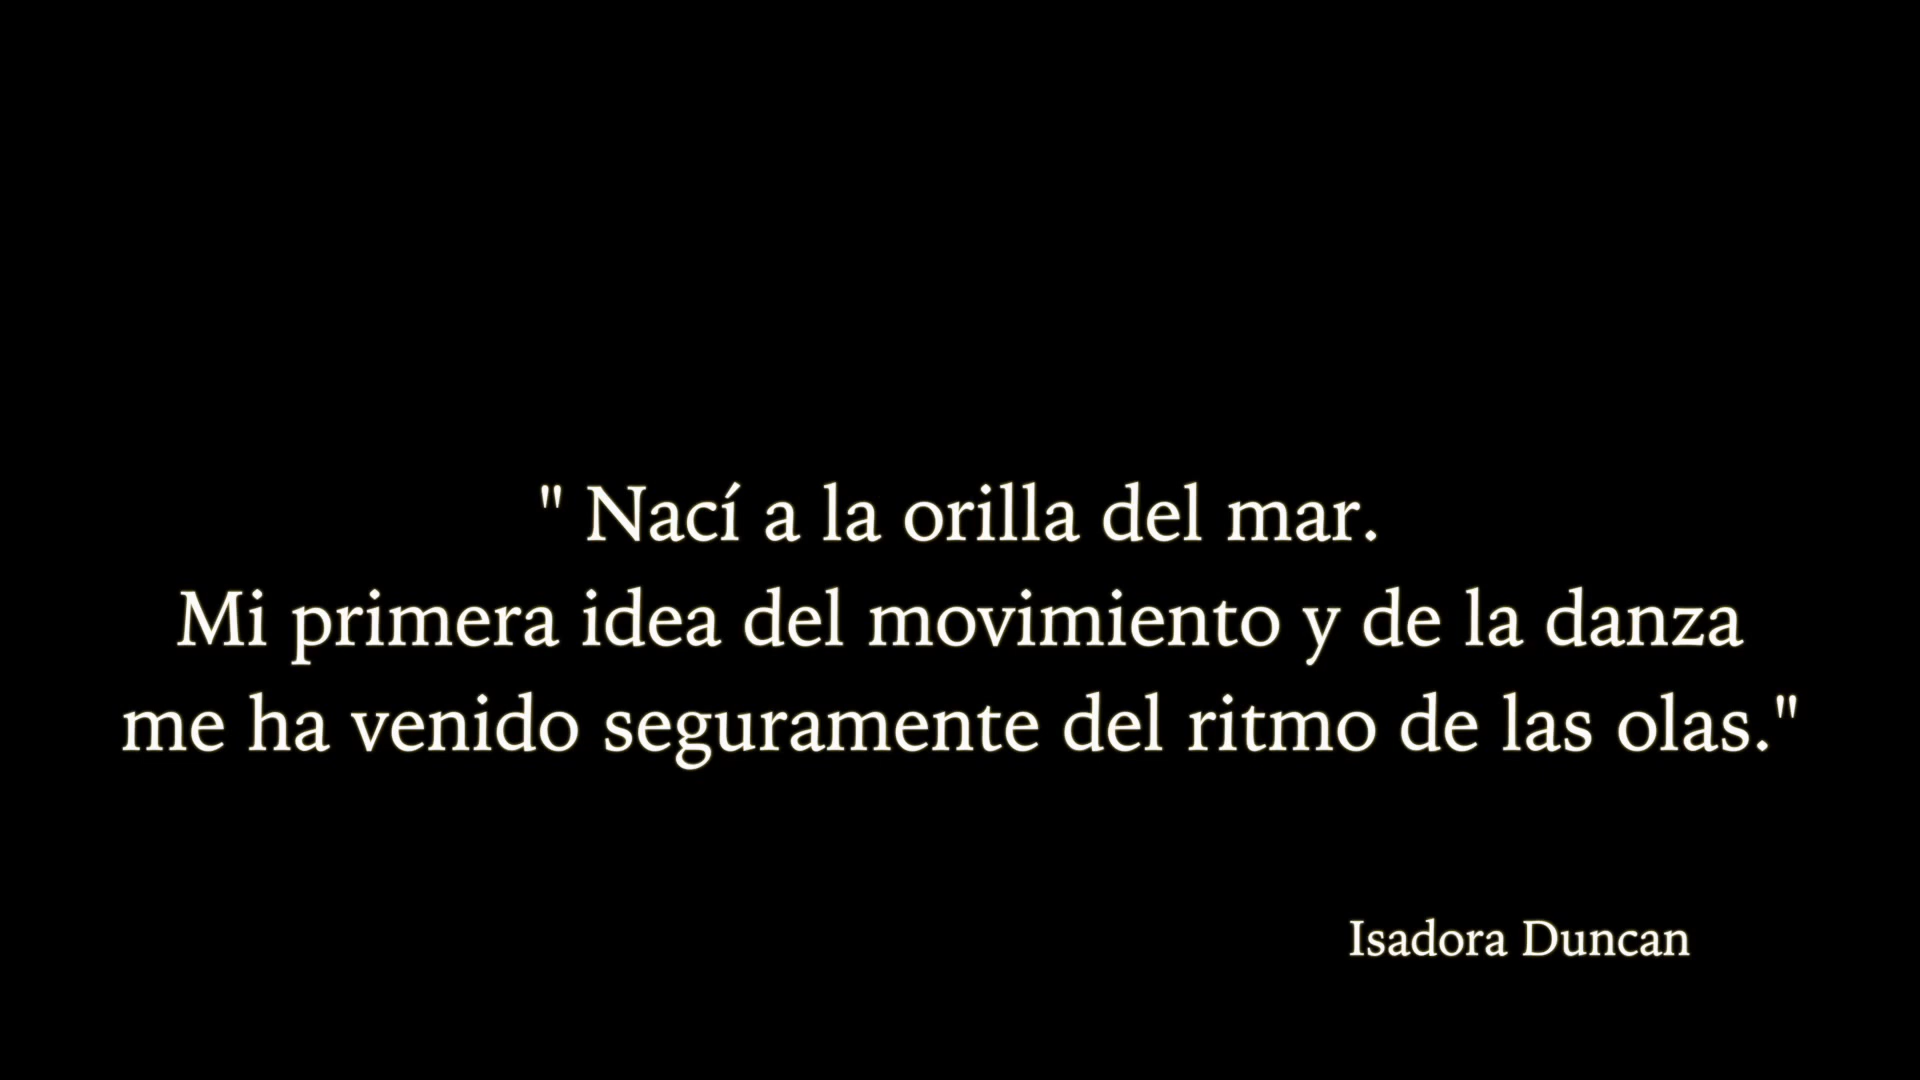 " Nací a la orilla del mar.
Mi primera idea del movimiento y de la danza
me ha venido seguramente del ritmo de las olas."
Isadora Duncan